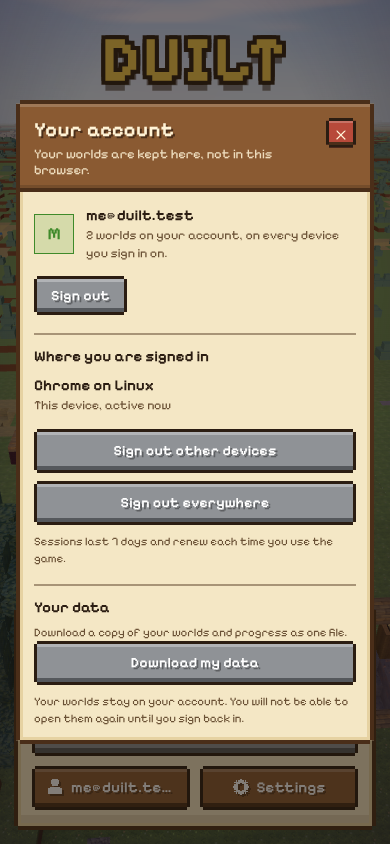 DUILT
Your account
Your worlds are kept here, not in this
browser.
M
me@duilt.test
2 worlds on your account, on every device
you sign in on.
Sign out
Where you are signed in
Chrome on Linux
This device, active now
Sign out other devices
Sign out everywhere
Sessions last 7 days and renew each time you use the
game.
Your data
Download a copy of your worlds and progress as one file.
Download my data
Your worlds stay on your account. You will not be able to
open them again until you sign back in.
me@duilt.te...
Settings